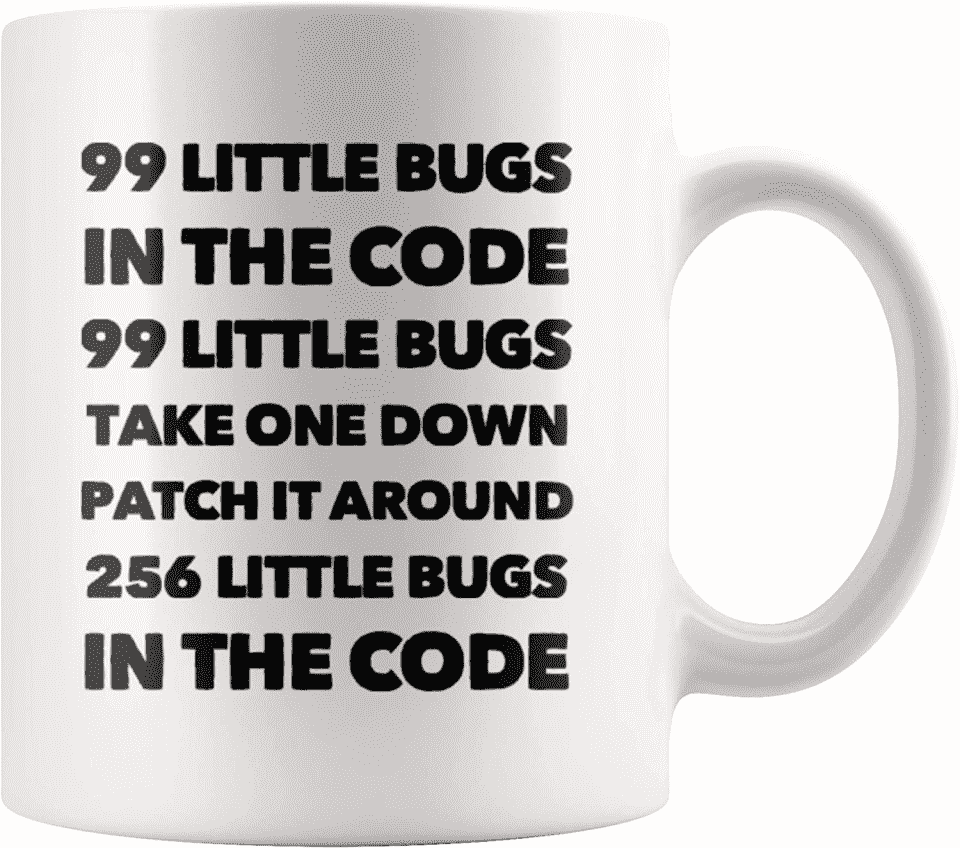 99 LITTLE BUGS
IN THE CODE
99 LITTLE BUGS
TAKE ONE DOWN
PATCH IT AROUND
256 LITTLE BUGS
IN THE CODE